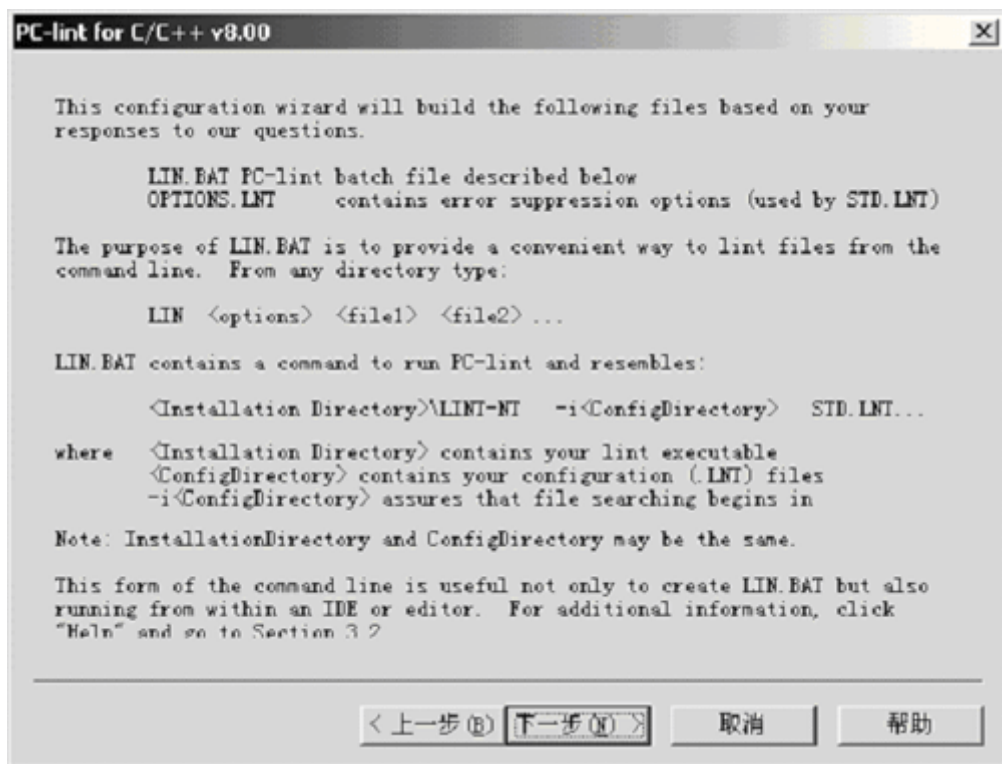 PC-lint for C/C++ v8.00
This configuration wizard will build the following files based on your
responses to our questions.
LIN.BAT PC-lint batch file described below
OPTIONS.LNT contains error suppression options (used by STD.LNT)
The purpose of LIN.BAT is to provide a convenient way to lint files from the
command line. From any directory type:
LIN <options> <file1> <file2> ...
LIN.BAT contains a command to run PC-lint and resembles:
<Installation Directory>\LINT-NT -i<ConfigDirectory> STD.LNT...
where <Installation Directory> contains your lint executable
<ConfigDirectory> contains your configuration (.LNT) files
-i<ConfigDirectory> assures that file searching begins in
Note: InstallationDirectory and ConfigDirectory may be the same.
This form of the command line is useful not only to create LIN.BAT but also
running from within an IDE or editor. For additional information, click
"Help" and go to Section 3.2
< 上一步(B) 下一步(N) > 取消 帮助